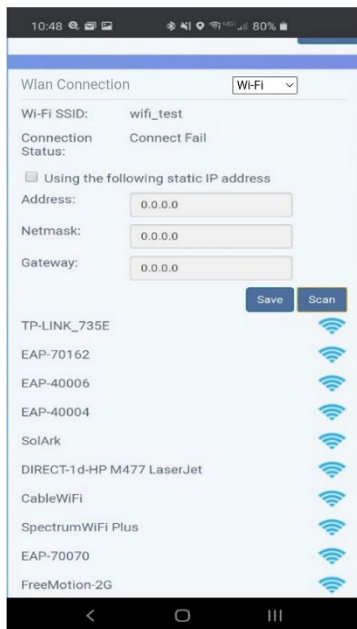 10:48 80%
Wlan Connection Wi-Fi
Wi-Fi SSID: wifi_test
Connection Status: Connect Fail
Using the following static IP address
Address: 0.0.0.0
Netmask: 0.0.0.0
Gateway: 0.0.0.0
Save Scan
TP-LINK_735E
EAP-70162
EAP-40006
EAP-40004
SolArk
DIRECT-1d-HP M477 LaserJet
CableWiFi
SpectrumWiFi Plus
EAP-70070
FreeMotion-2G